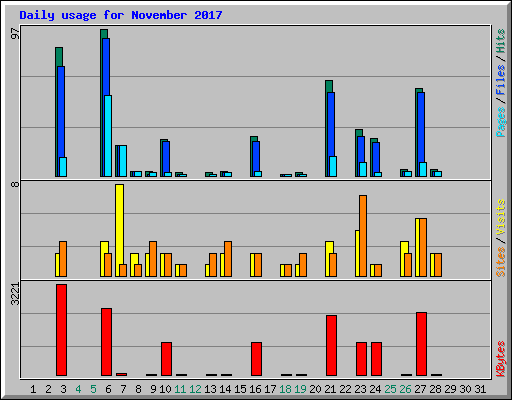 Daily usage for November 2017
97
Pages/Files/Hits
8
Sites/Visits
3221
KBytes
1 2 3 4 5 6 7 8 9 10 11 12 13 14 15 16 17 18 19 20 21 22 23 24 25 26 27 28 29 30 31